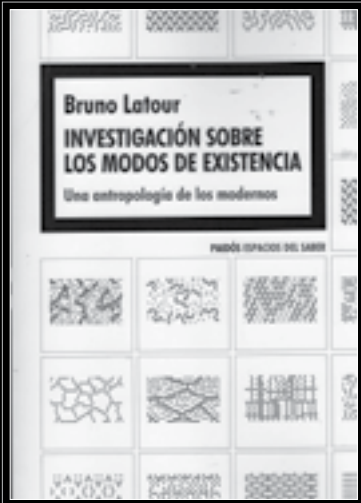 Bruno Latour
INVESTIGACIÓN SOBRE
LOS MODOS DE EXISTENCIA
Una antropología de los modernos
PAIDÓS ESPACIOS DEL SABER